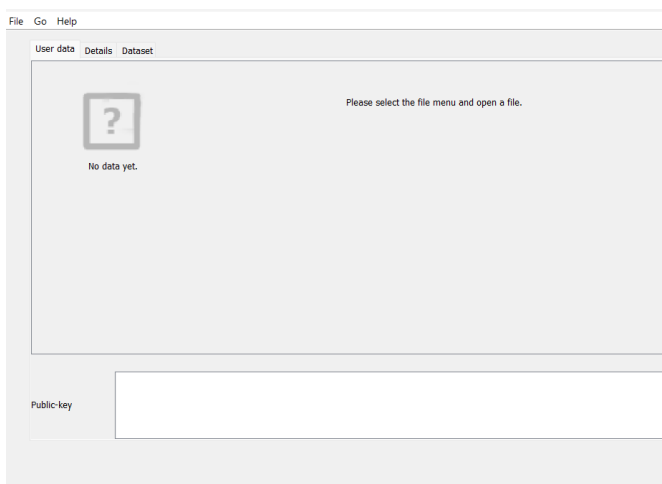 File Go Help
User data Details Dataset
Please select the file menu and open a file.
?
No data yet.
Public-key